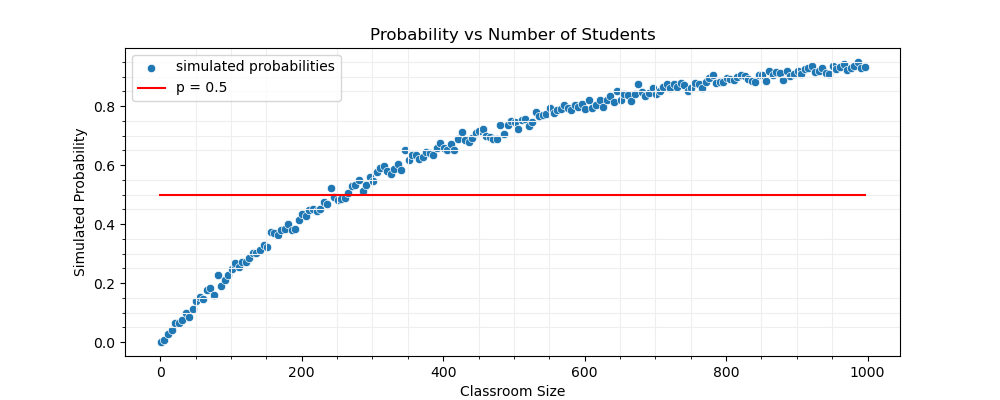 Probability vs Number of Students
simulated probabilities
p = 0.5
Simulated Probability
0.8
0.6
0.4
0.2
0.0
0 200 400 600 800 1000
Classroom Size